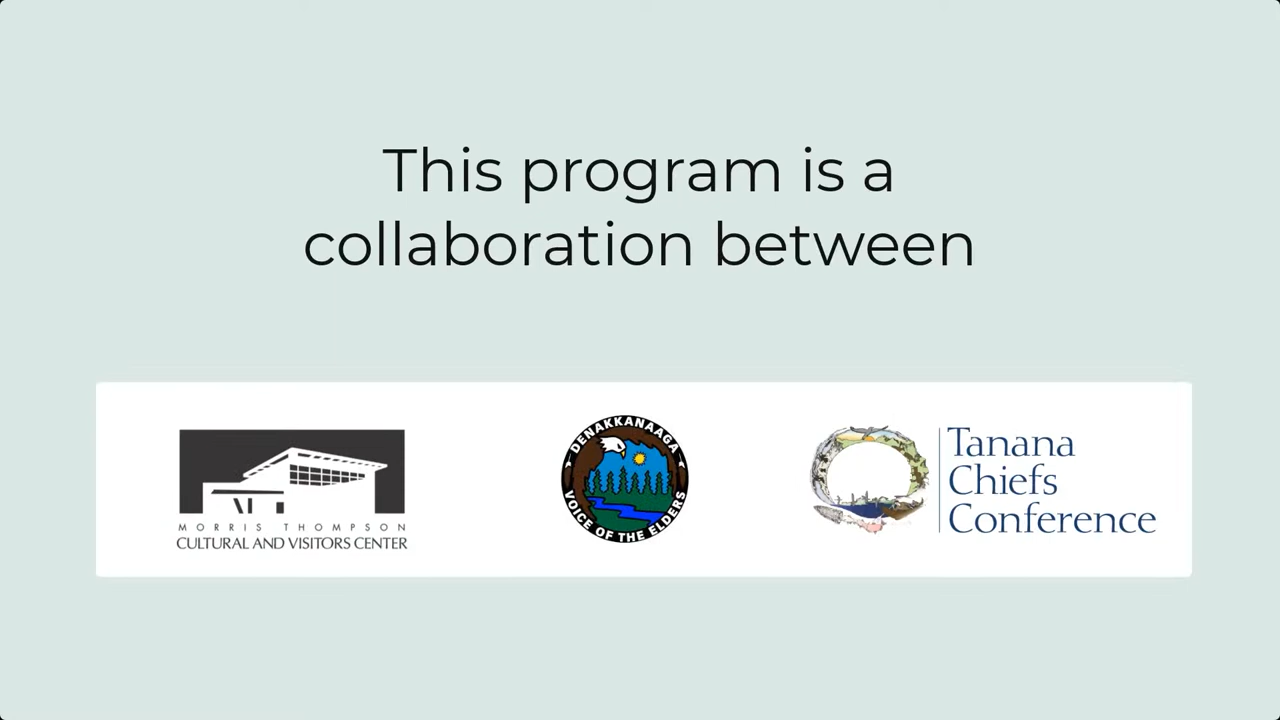 This program is a
collaboration between
MORRIS THOMPSON
CULTURAL AND VISITORS CENTER
DENAKKANAAGA
VOICE OF THE ELDERS
Tanana
Chiefs
Conference